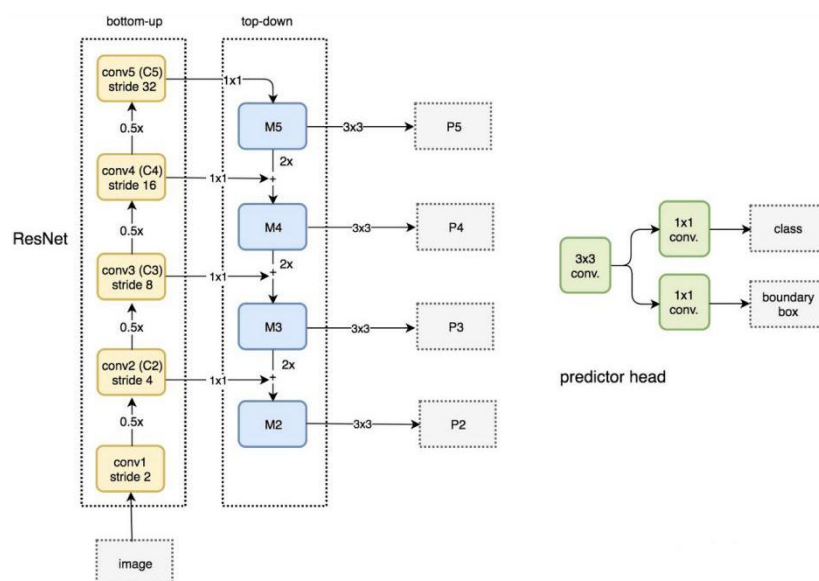 bottom-up
top-down
conv5 (C5)
stride 32
1x1
0.5x
M5
3x3
P5
2x
conv4 (C4)
stride 16
1x1
+
0.5x
M4
3x3
P4
2x
ResNet
conv3 (C3)
stride 8
1x1
+
0.5x
M3
3x3
P3
2x
conv2 (C2)
stride 4
1x1
+
0.5x
M2
3x3
P2
conv1
stride 2
image
3x3
conv.
1x1
conv.
class
1x1
conv.
boundary
box
predictor head